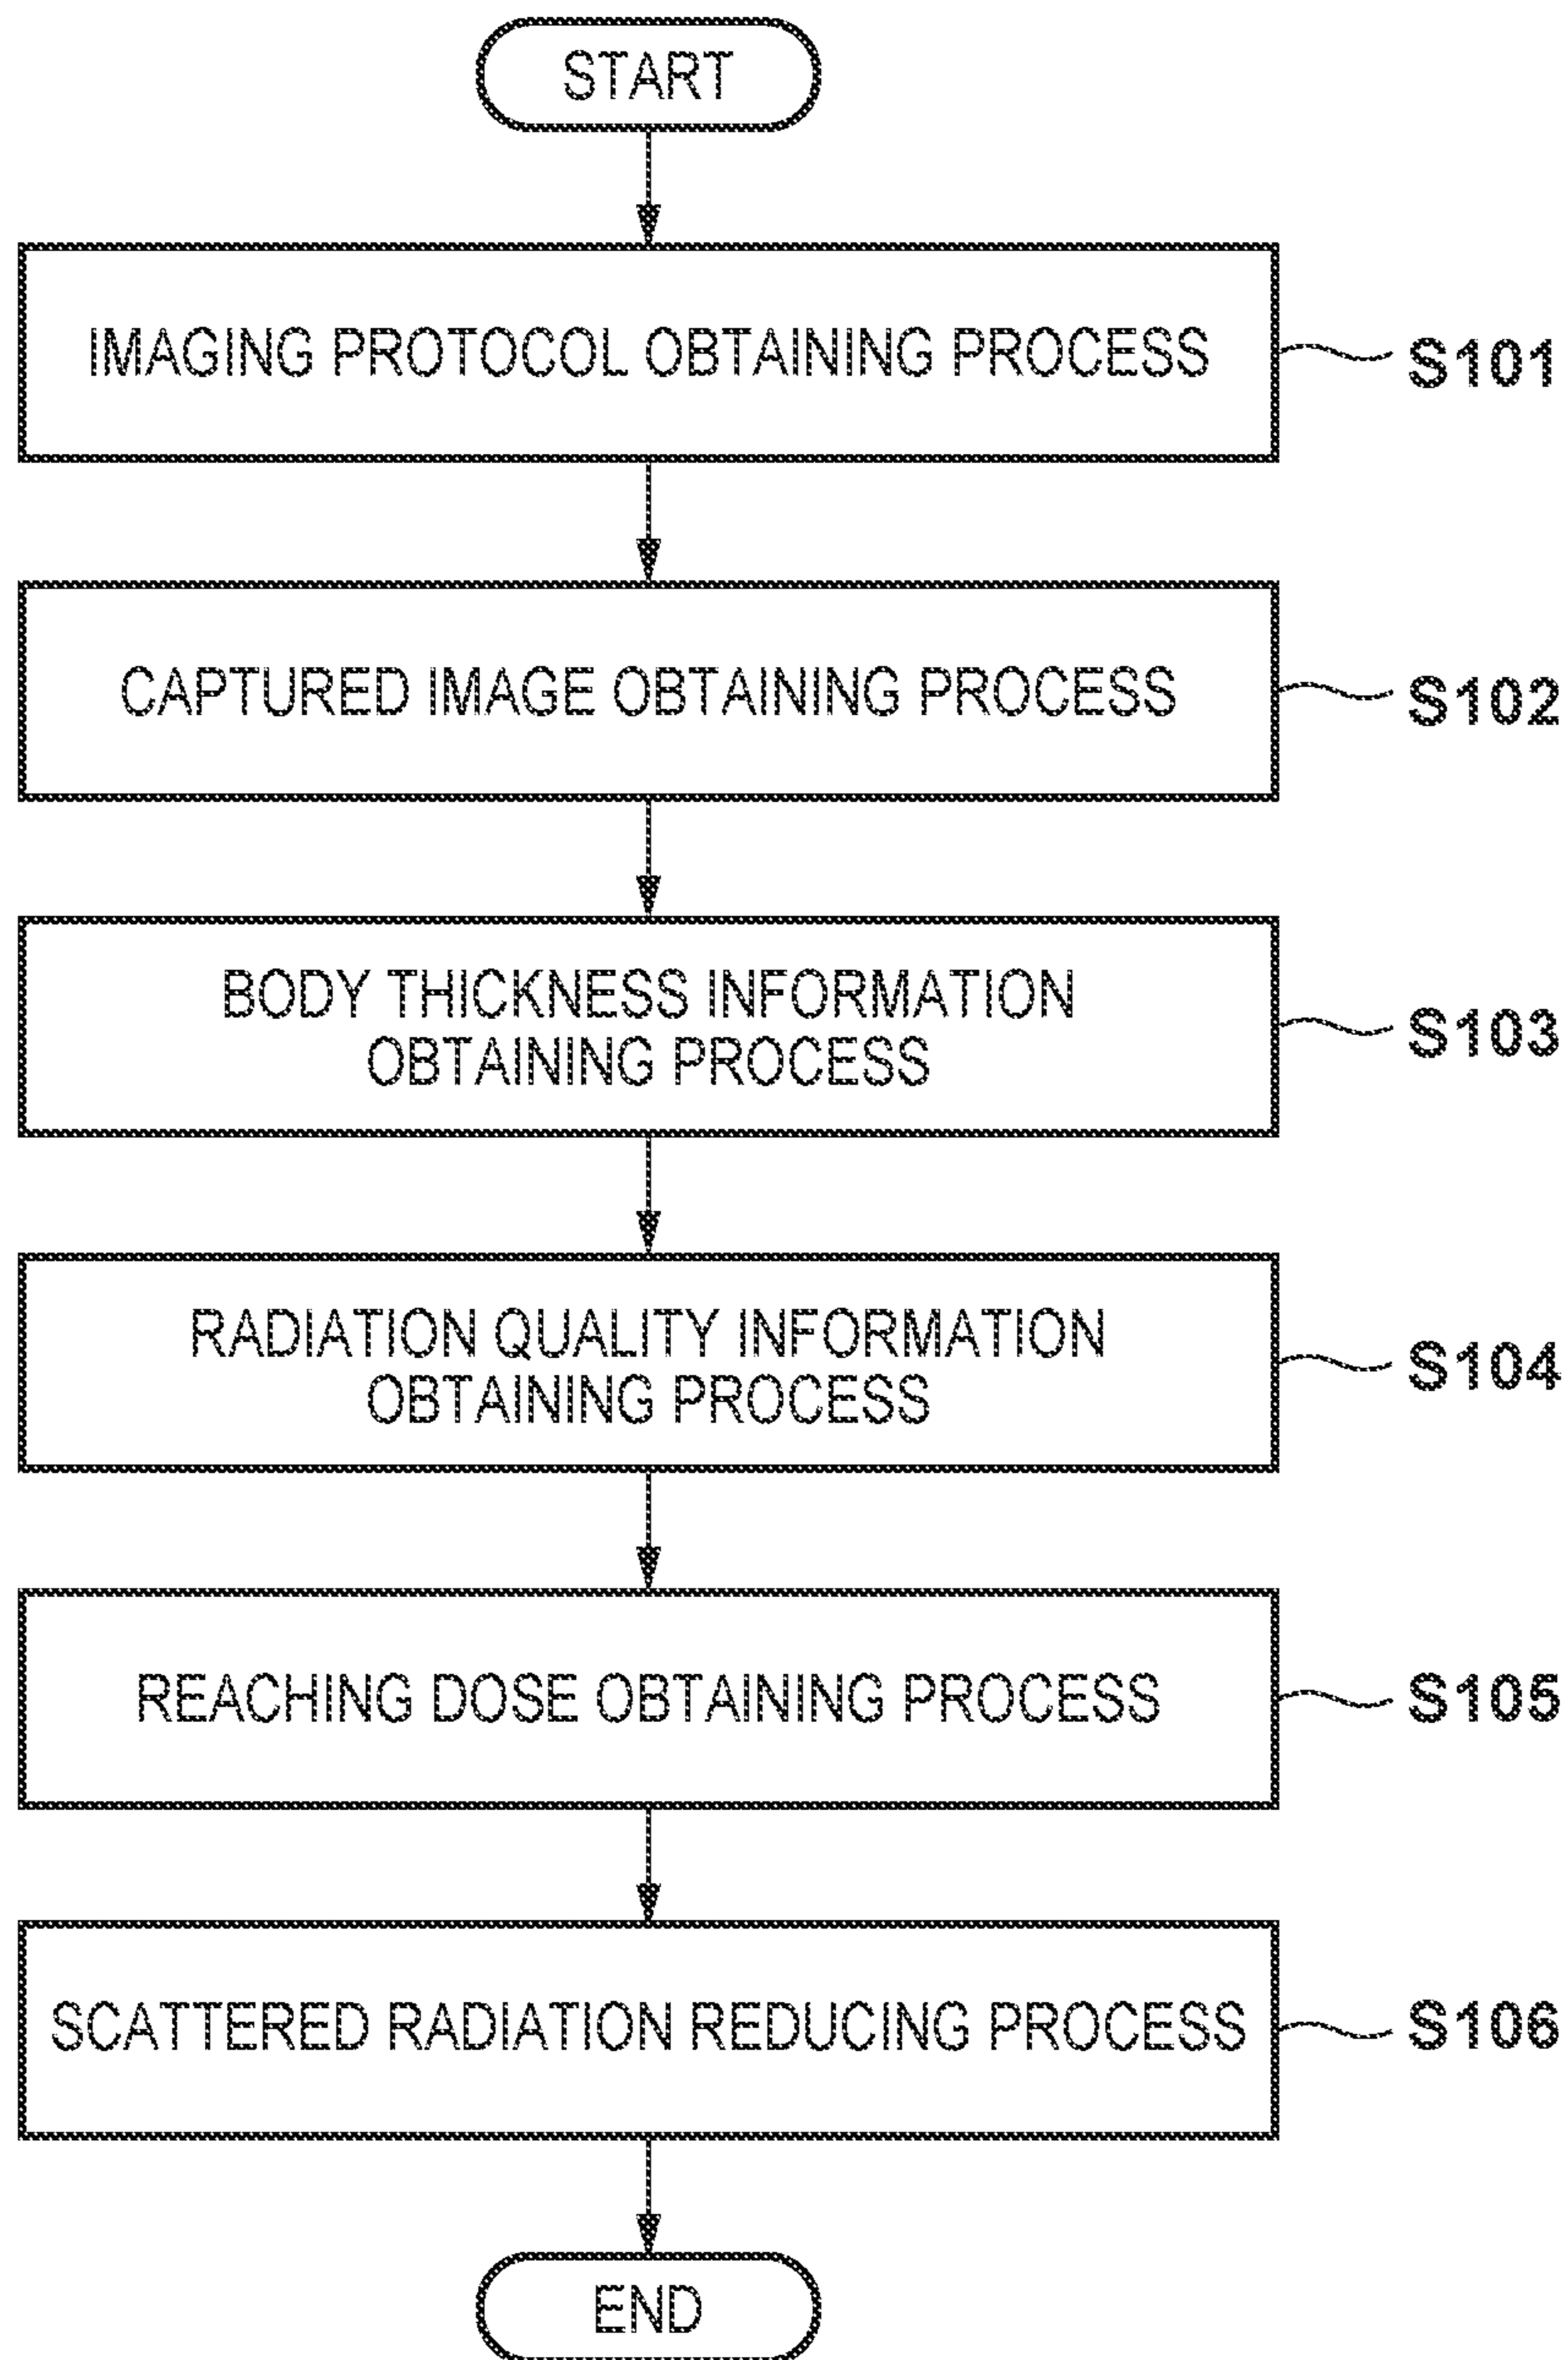 START
IMAGING PROTOCOL OBTAINING PROCESS
S101
CAPTURED IMAGE OBTAINING PROCESS
S102
BODY THICKNESS INFORMATION
OBTAINING PROCESS
S103
RADIATION QUALITY INFORMATION
OBTAINING PROCESS
S104
REACHING DOSE OBTAINING PROCESS
S105
SCATTERED RADIATION REDUCING PROCESS
S106
END